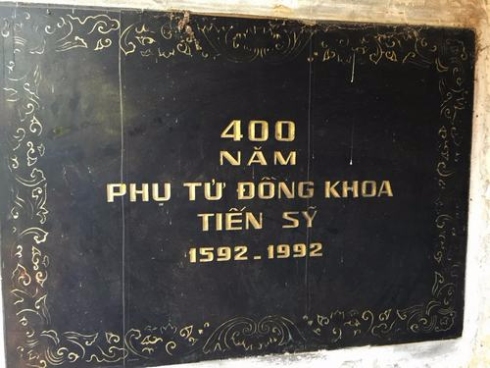 400
NĂM
PHỤ TỬ ĐỒNG KHOA
TIẾN SỸ
1592-1992